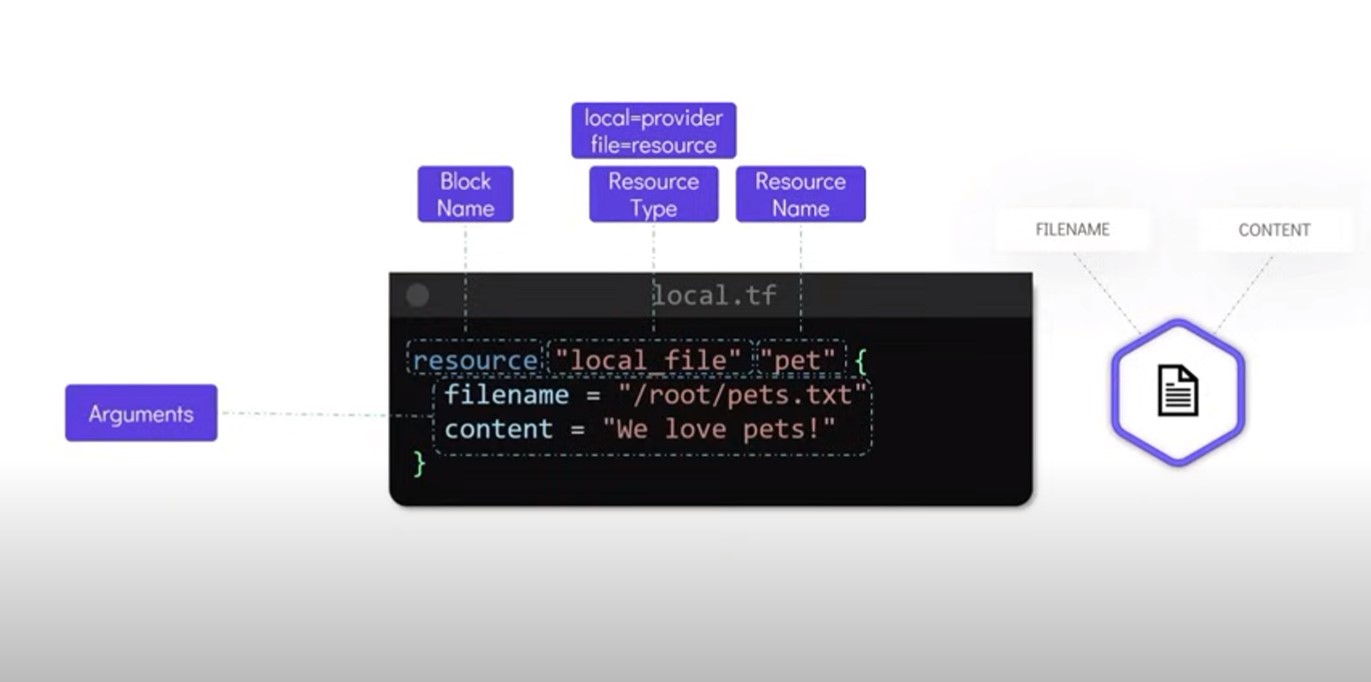 local=provider
file=resource
Block
Name
Resource
Type
Resource
Name
FILENAME
CONTENT
local.tf
resource "local_file" "pet" {
filename = "/root/pets.txt"
Arguments
content = "We love pets!"
}